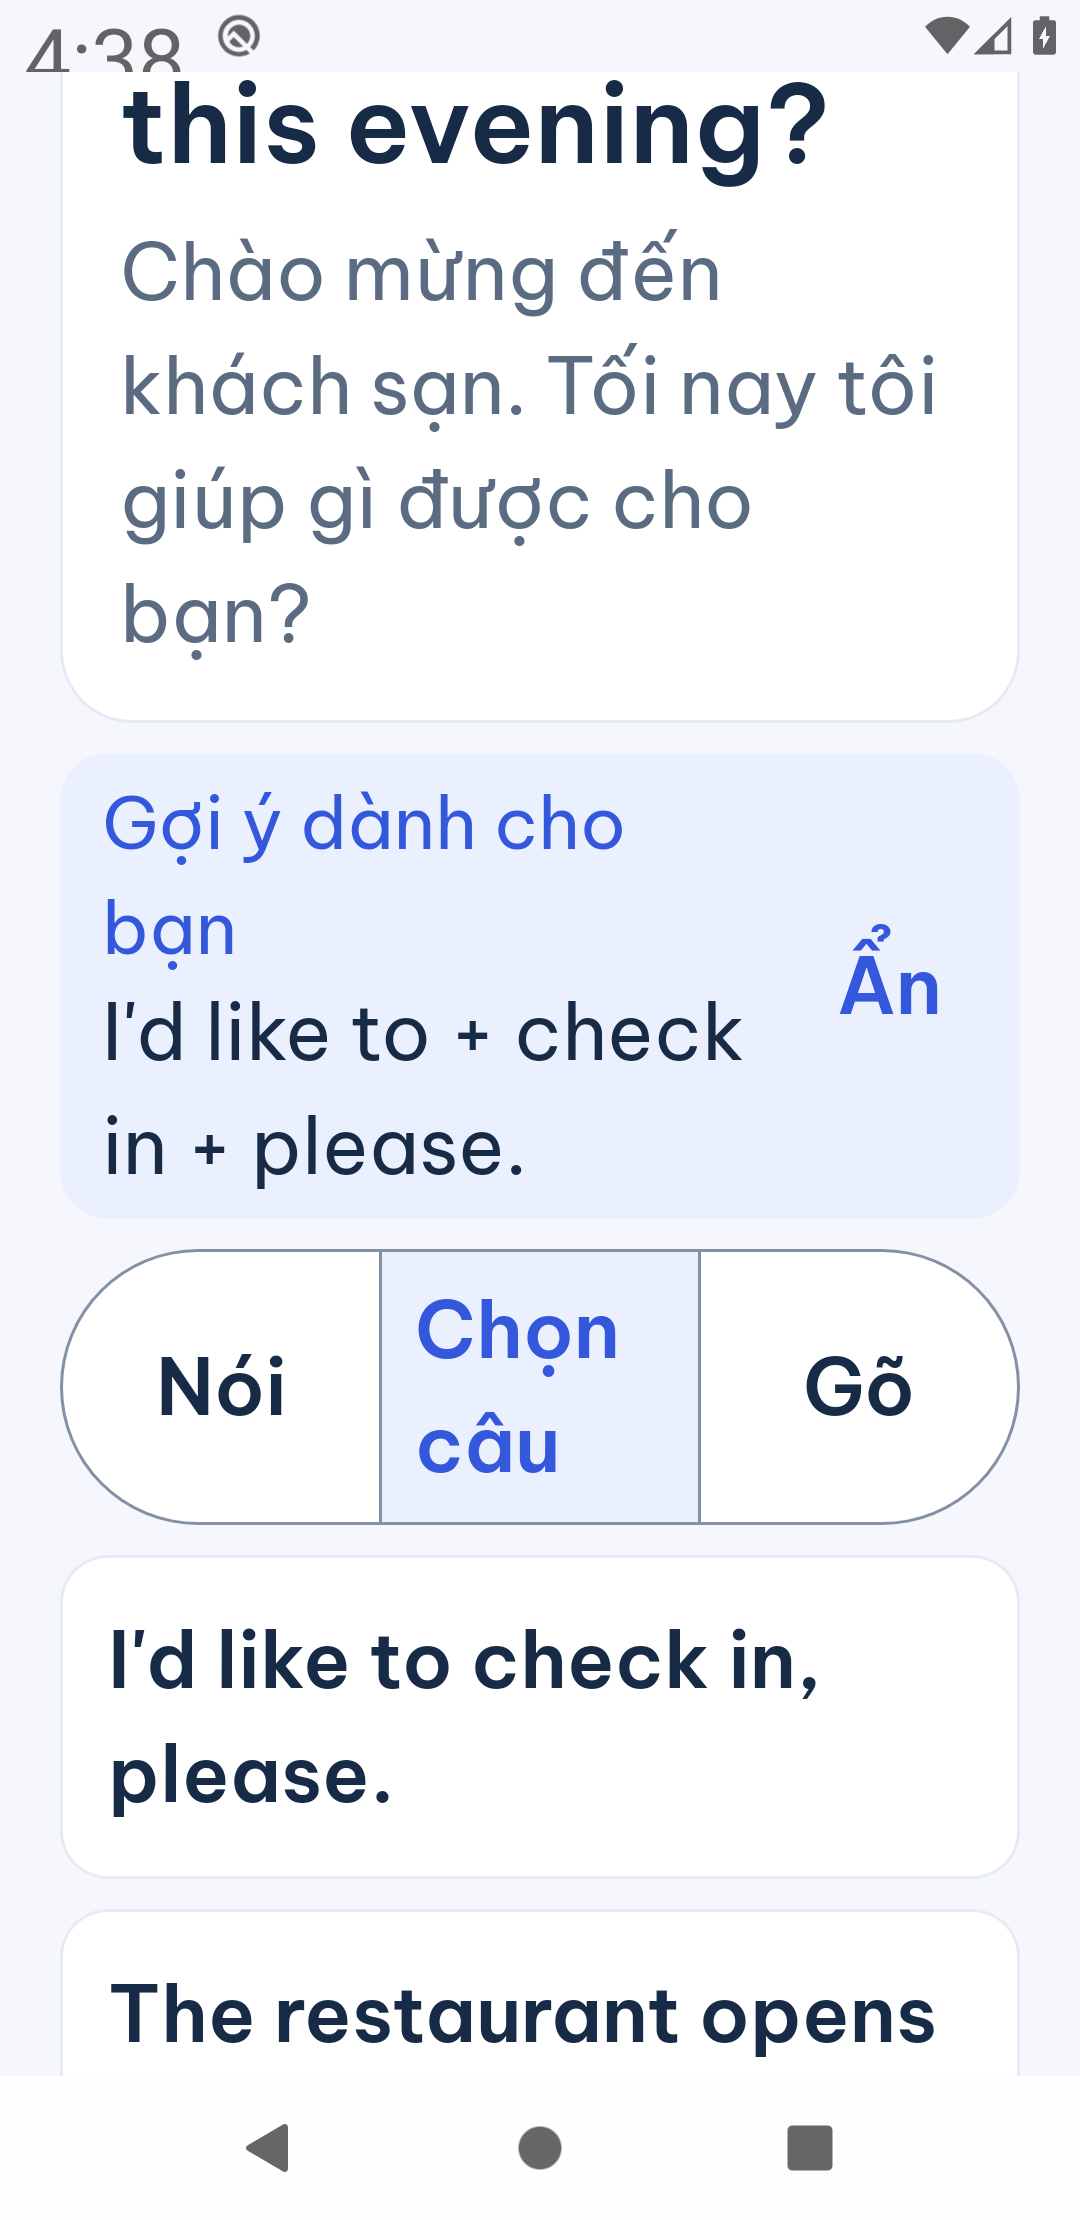 4:38
this evening?
Chào mừng đến
khách sạn. Tối nay tôi
giúp gì được cho
bạn?
Gợi ý dành cho
bạn
I'd like to + check
in + please.
Ẩn
Nói
Chọn
câu
Gõ
I'd like to check in,
please.
The restaurant opens